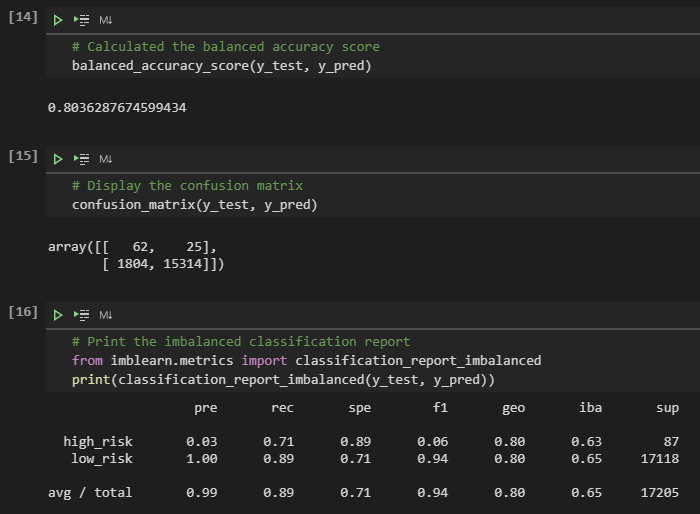 [14] M↓
# Calculated the balanced accuracy score
balanced_accuracy_score(y_test, y_pred)
0.8036287674599434
[15] M↓
# Display the confusion matrix
confusion_matrix(y_test, y_pred)
array([[   62,    25],
       [ 1804, 15314]])
[16] M↓
# Print the imbalanced classification report
from imblearn.metrics import classification_report_imbalanced
print(classification_report_imbalanced(y_test, y_pred))
pre rec spe f1 geo iba sup
high_risk 0.03 0.71 0.89 0.06 0.80 0.63 87
low_risk 1.00 0.89 0.71 0.94 0.80 0.65 17118
avg / total 0.99 0.89 0.71 0.94 0.80 0.65 17205